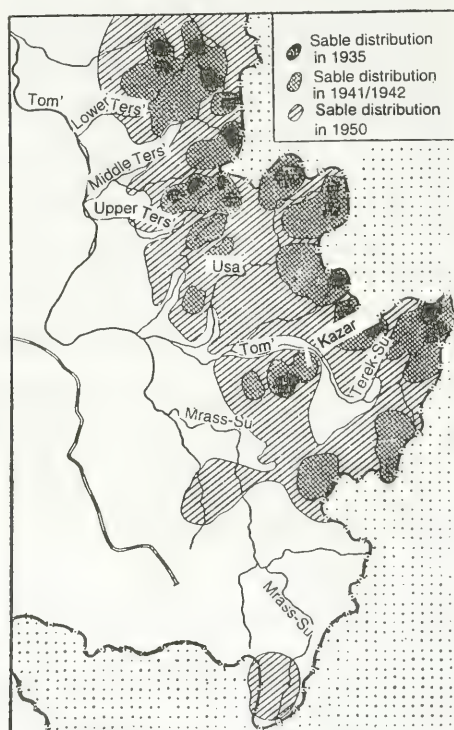 Sable distribution
in 1935
Sable distribution
in 1941/1942
Sable distribution
in 1950
Tom'
Lower Ters'
Middle Ters'
Upper Ters'
Usa
Kazar
Tom'
Terek-Su
Mrass-Su
Mrass-Su